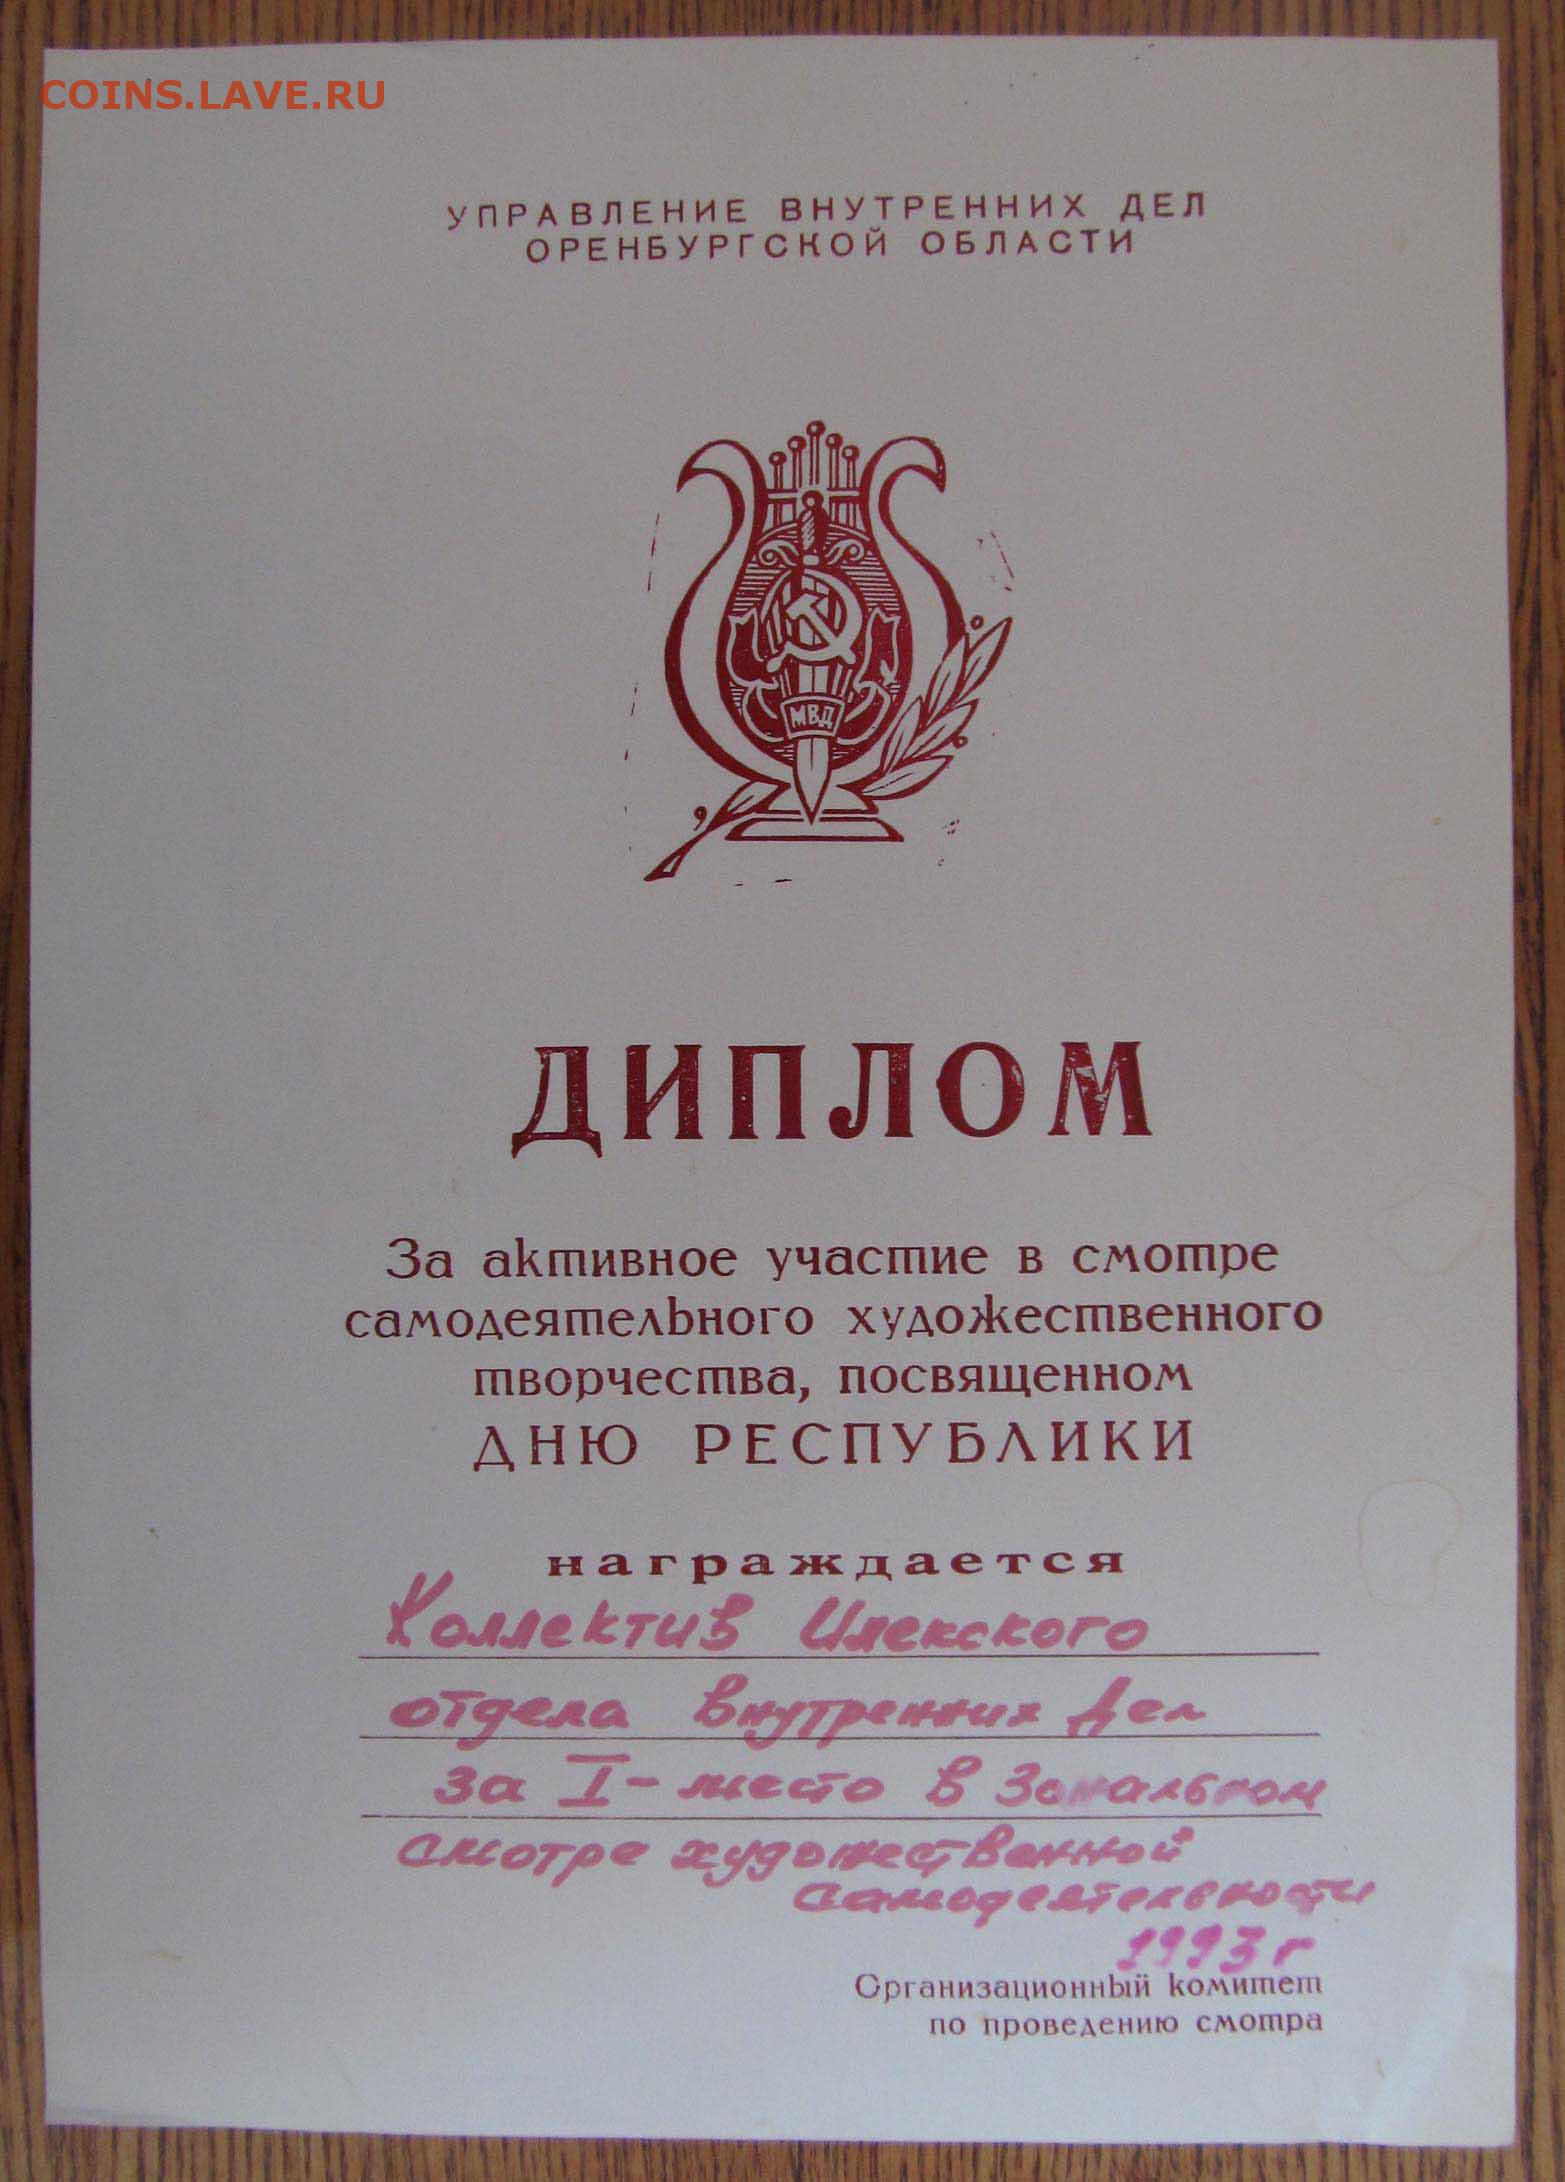 COINS.LAVE.RU
УПРАВЛЕНИЕ ВНУТРЕННИХ ДЕЛ
ОРЕНБУРГСКОЙ ОБЛАСТИ
МВД
ДИПЛОМ
За активное участие в смотре
самодеятельного художественного
творчества, посвященном
ДНЮ РЕСПУБЛИКИ
награждается
Коллектив Илекского
отдела внутренних дел
за I - место в Зональном
смотре художественной
самодеятельности
1993 г
Организационный комитет
по проведению смотра